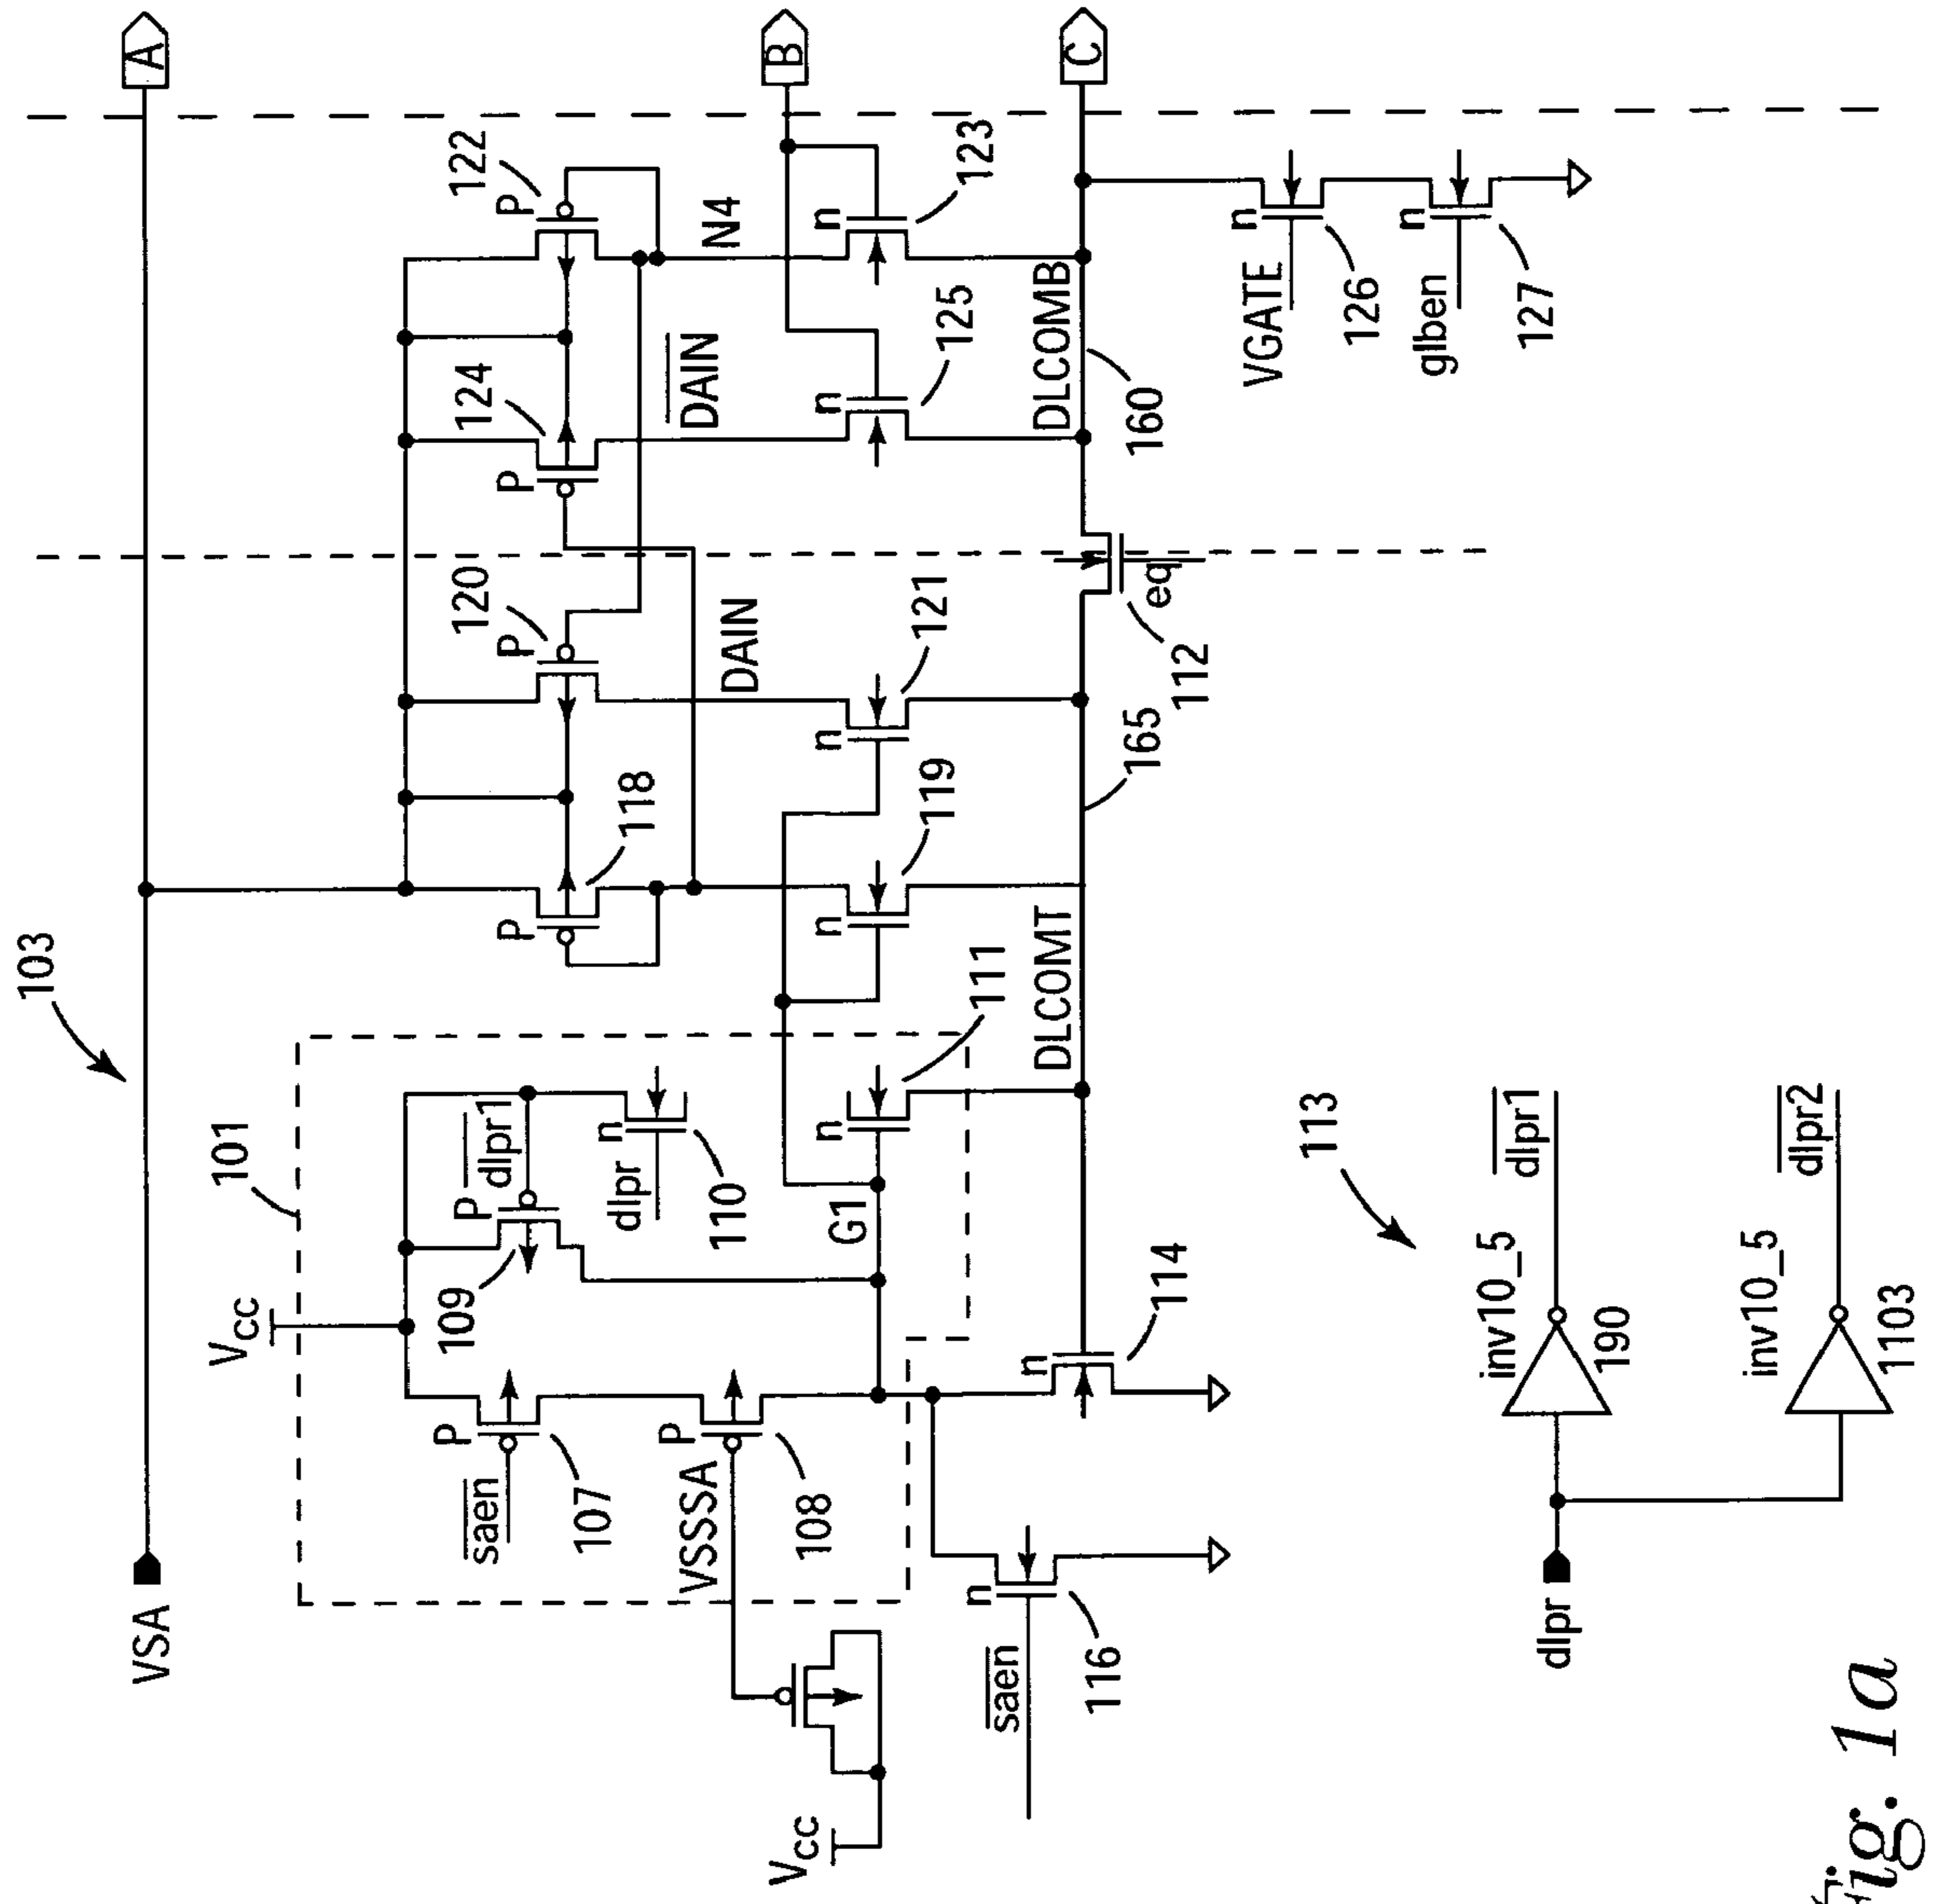 A
B
C
103
VSA
101
Vcc
P
saen
107
P
VSSSA
108
109
P
dlpr1
n
dlpr
110
G1
n
111
DLCOMT
n
114
Vcc
n
saen
116
P
118
n
119
P
120
DAIN
n
121
165
112
eq
P
124
DAIN
n
125
P
122
N4
n
123
DLCOMB
160
n
VGATE
126
n
glben
127
113
dlpr
inv10_5
190
dlpr1
inv10_5
1103
dlpr2
Fig. 1a